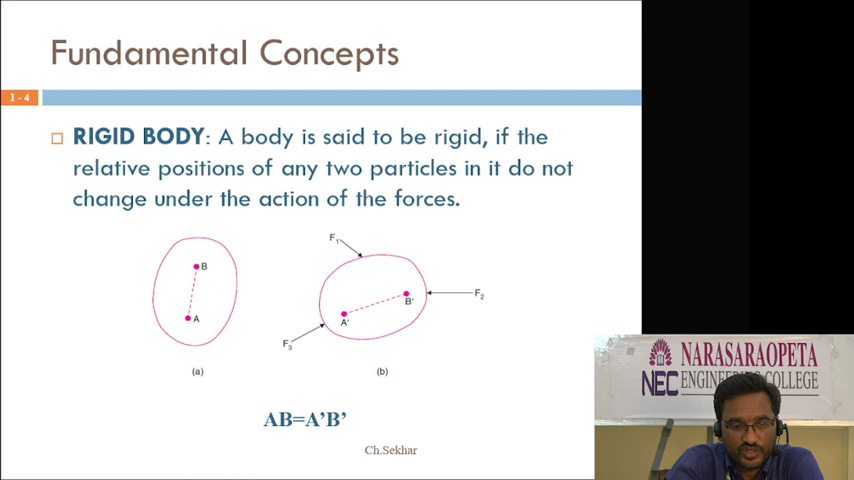 Fundamental Concepts
1 - 4
RIGID BODY: A body is said to be rigid, if the
relative positions of any two particles in it do not
change under the action of the forces.
F1
B
F2
B'
A
A'
F3
(a)
(b)
AB=A’B’
Ch.Sekhar
NARASARAOPETA
NEC ENGINEERING COLLEGE